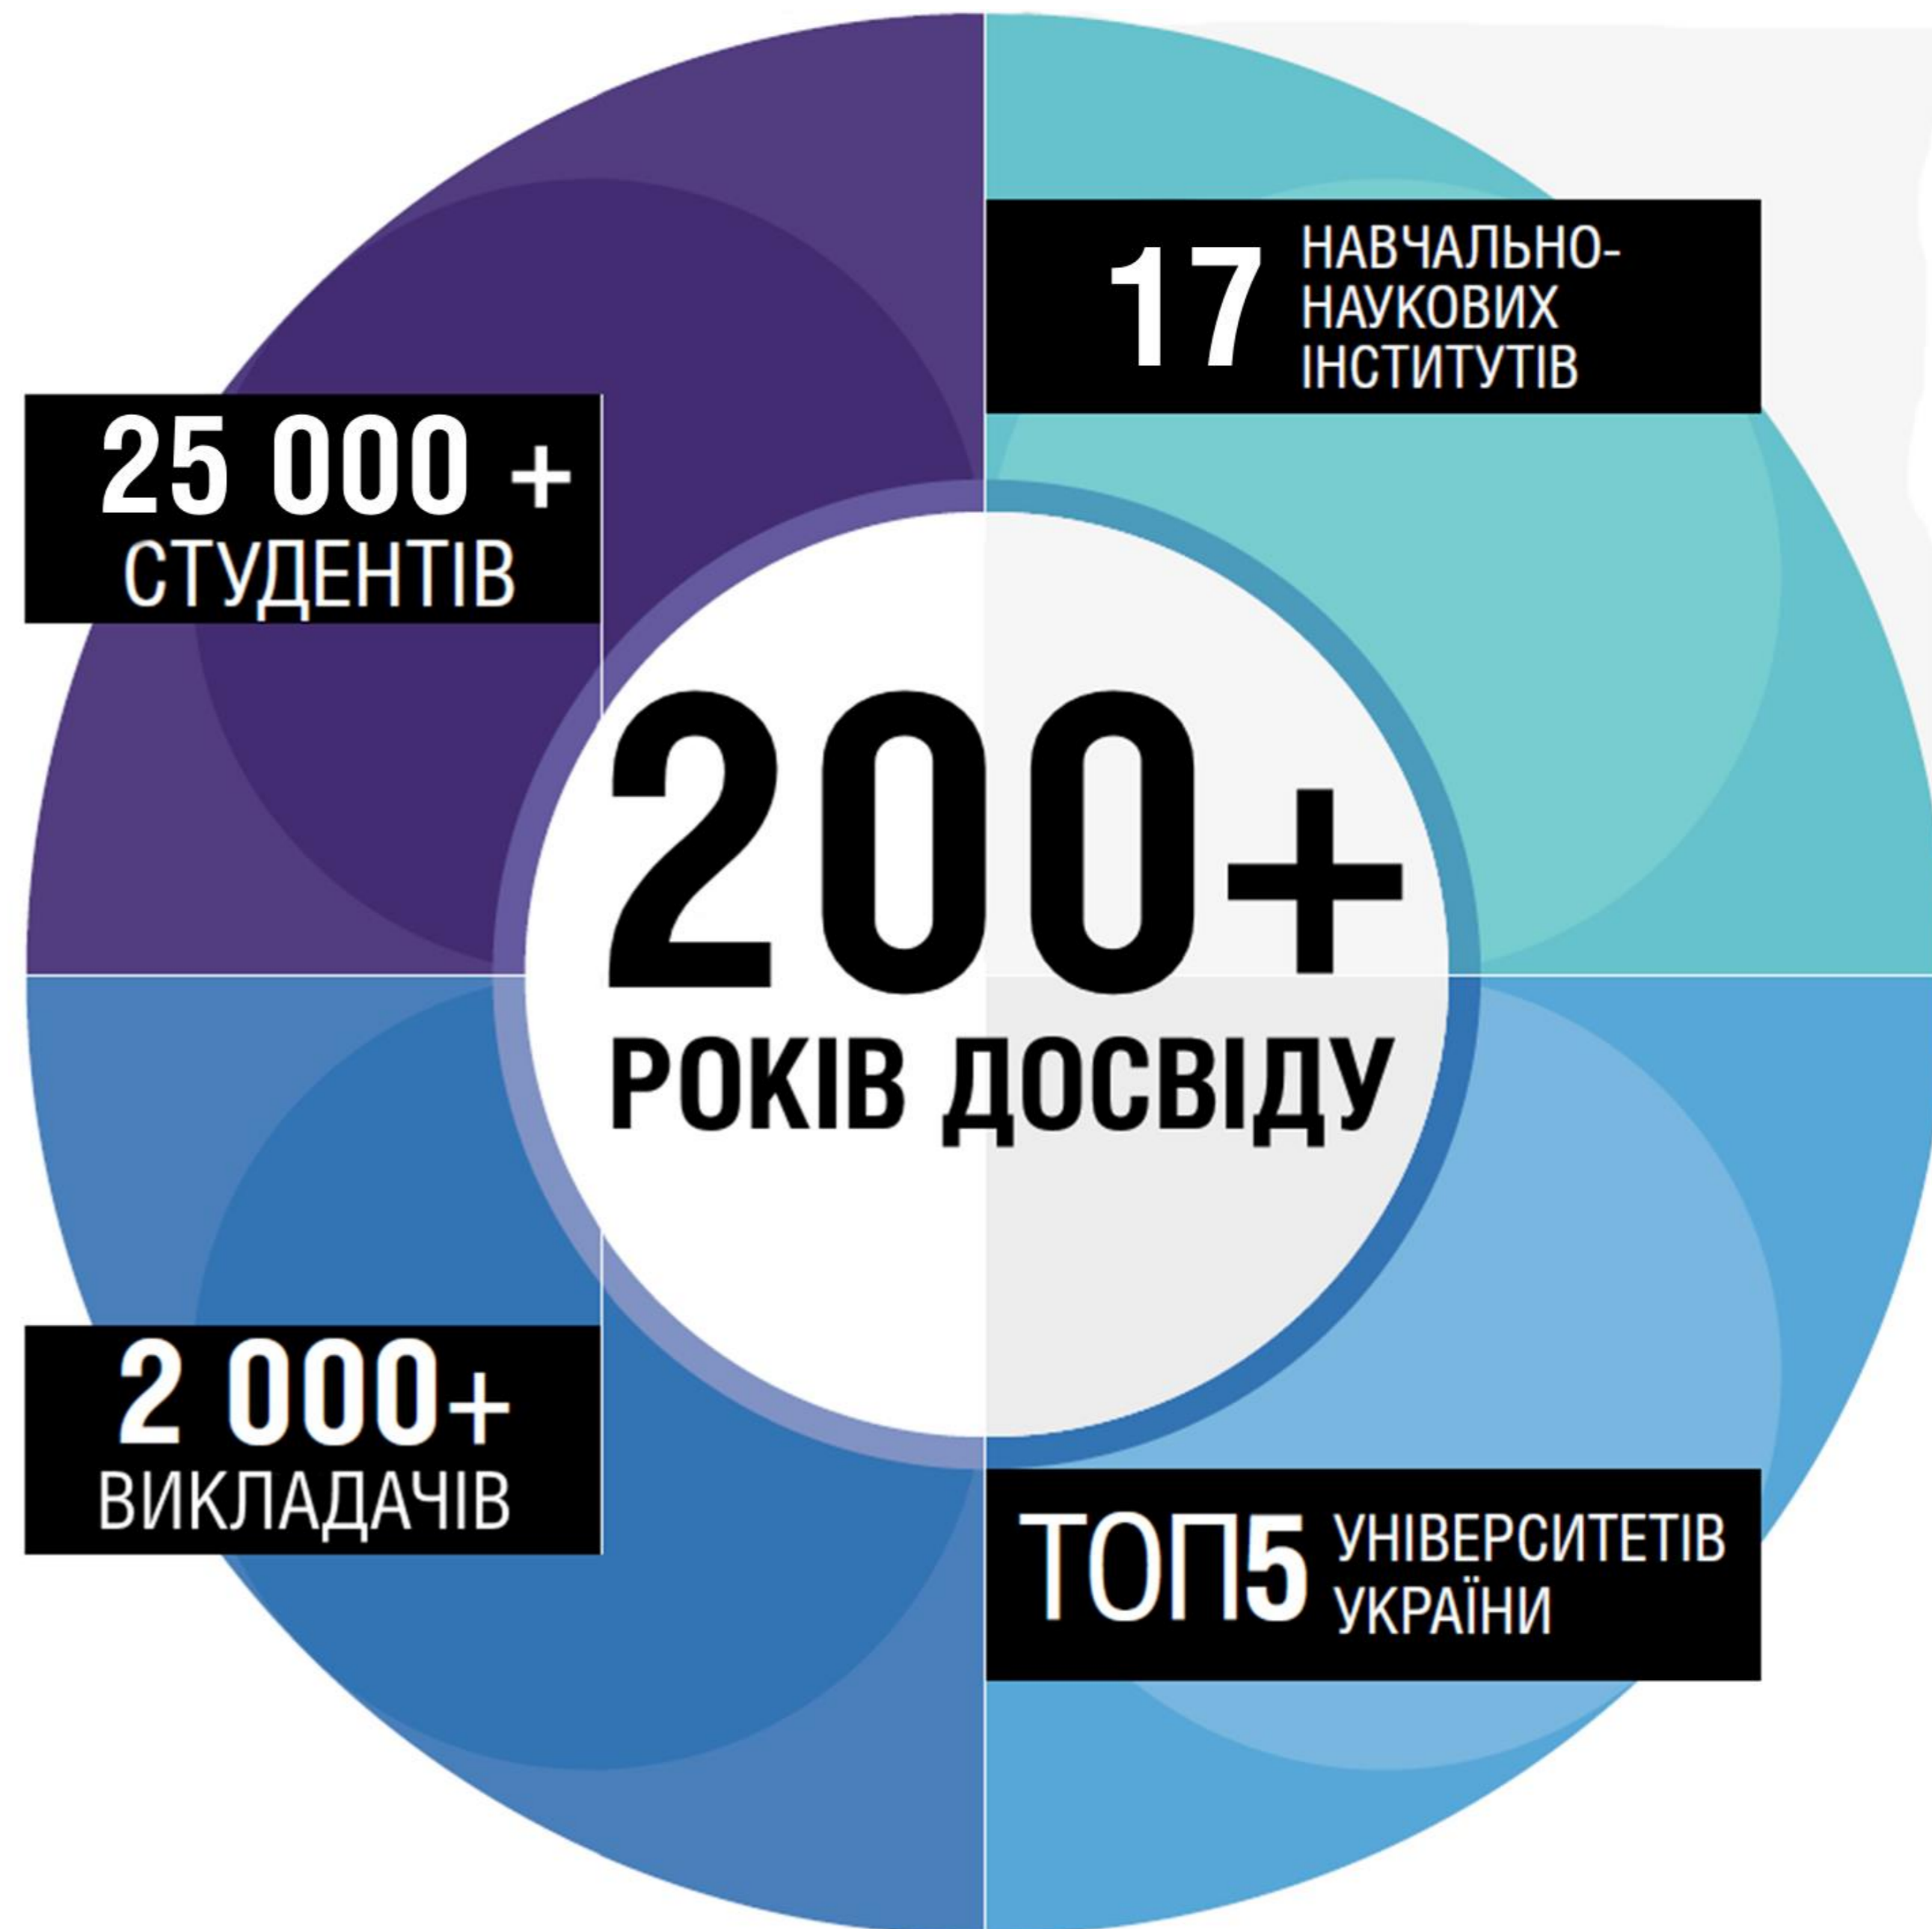 17 НАВЧАЛЬНО-
НАУКОВИХ
ІНСТИТУТІВ
25 000 +
СТУДЕНТІВ
200+
РОКІВ ДОСВІДУ
2 000+
ВИКЛАДАЧІВ
ТОП5 УНІВЕРСИТЕТІВ
УКРАЇНИ